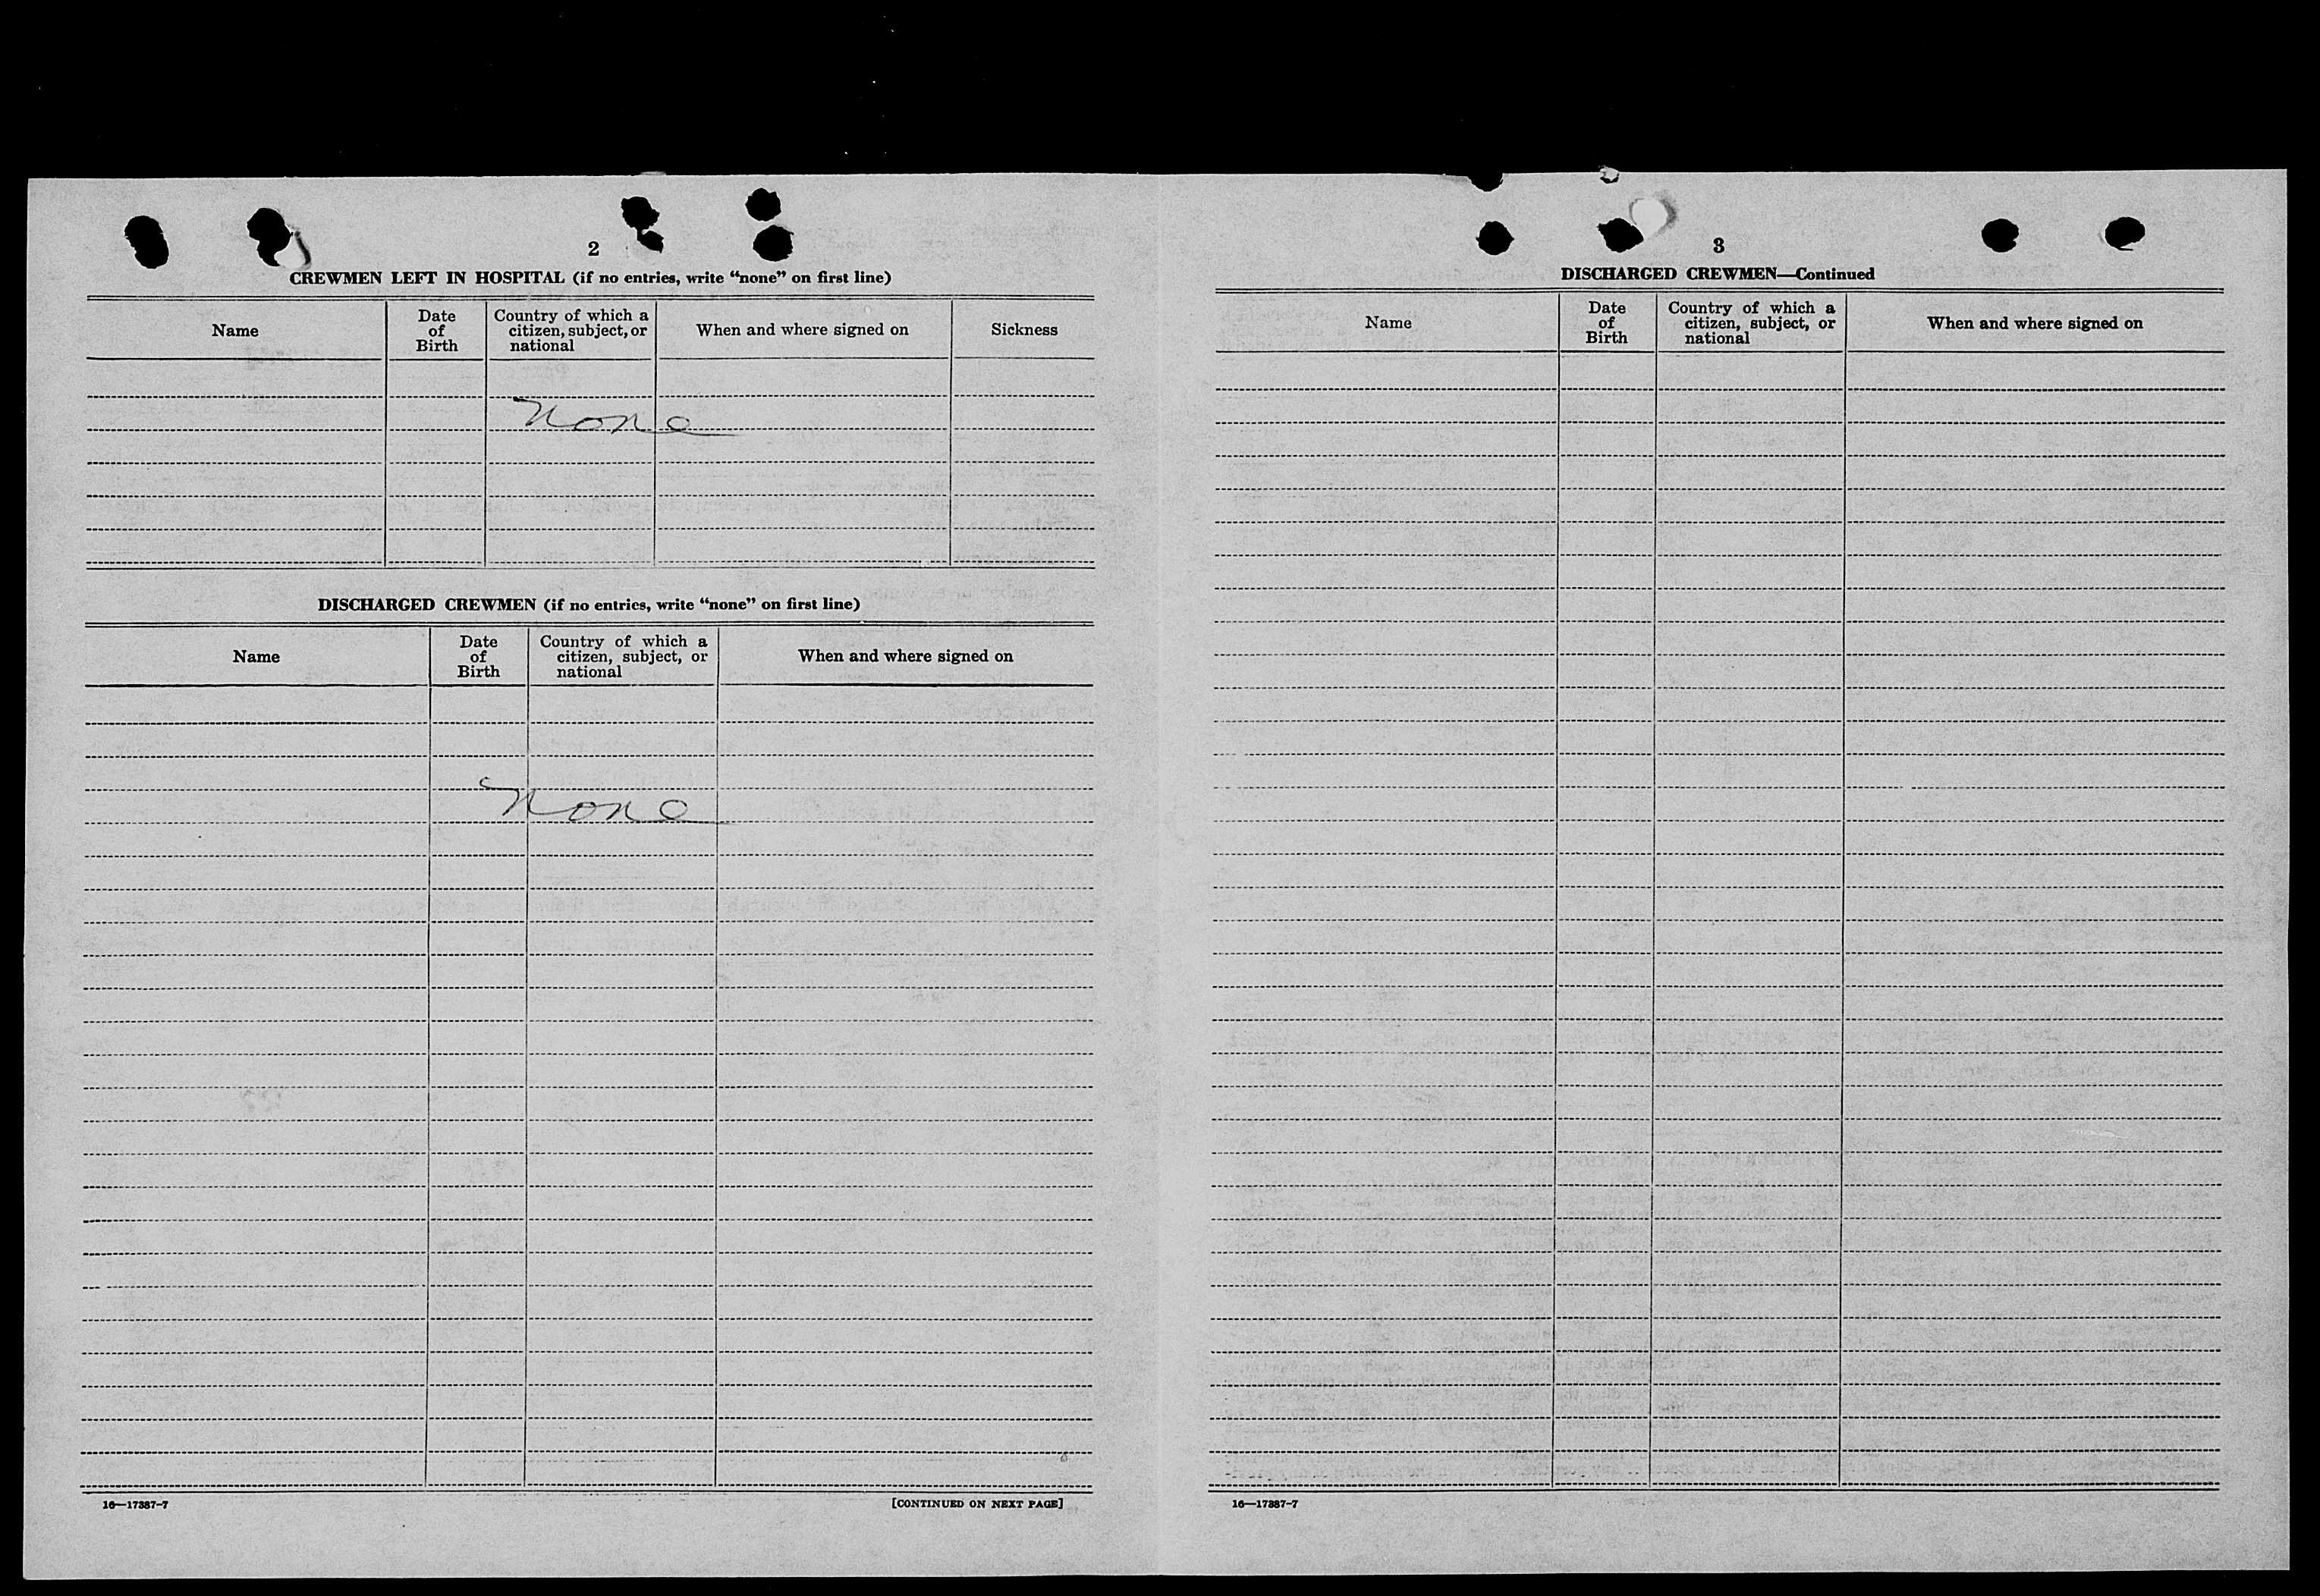 2
CREWMEN LEFT IN HOSPITAL (if no entries, write “none” on first line)
Name
Date of Birth
Country of which a citizen, subject, or national
When and where signed on
Sickness
None
DISCHARGED CREWMEN (if no entries, write “none” on first line)
Name
Date of Birth
Country of which a citizen, subject, or national
When and where signed on
None
16—17387-7
[CONTINUED ON NEXT PAGE]
3
DISCHARGED CREWMEN—Continued
Name
Date of Birth
Country of which a citizen, subject, or national
When and where signed on
16—17387-7